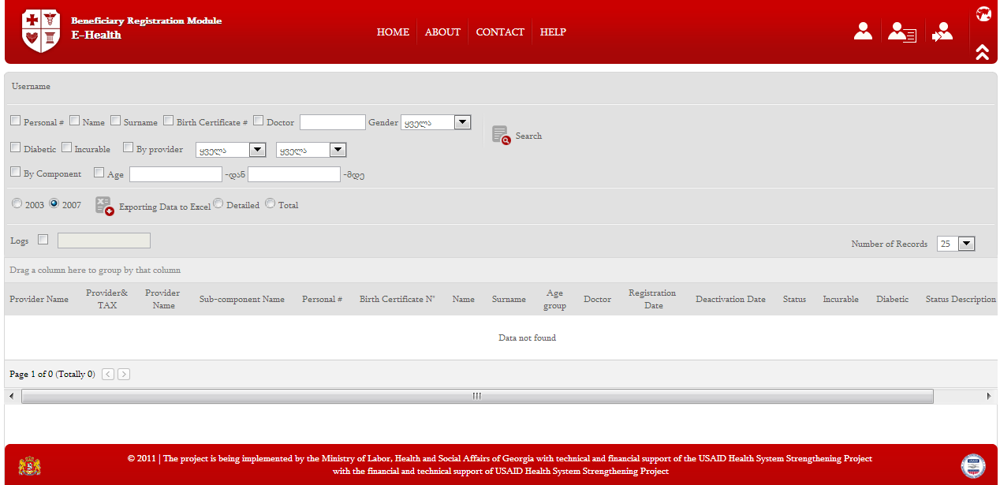 Beneficiary Registration Module
E-Health
HOME ABOUT CONTACT HELP
Username
Personal # Name Surname Birth Certificate # Doctor Gender ყველა
Search
Diabetic Incurable By provider ყველა ყველა
By Component Age -დან -მდე
2003 2007 Exporting Data to Excel Detailed Total
Logs
Number of Records 25
Drag a column here to group by that column
Provider Name Provider& TAX Provider Name Sub-component Name Personal # Birth Certificate N° Name Surname Age group Doctor Registration Date Deactivation Date Status Incurable Diabetic Status Description
Data not found
Page 1 of 0 (Totally 0)
© 2011 | The project is being implemented by the Ministry of Labor, Health and Social Affairs of Georgia with technical and financial support of the USAID Health System Strengthening Project
with the financial and technical support of USAID Health System Strengthening Project
USAID